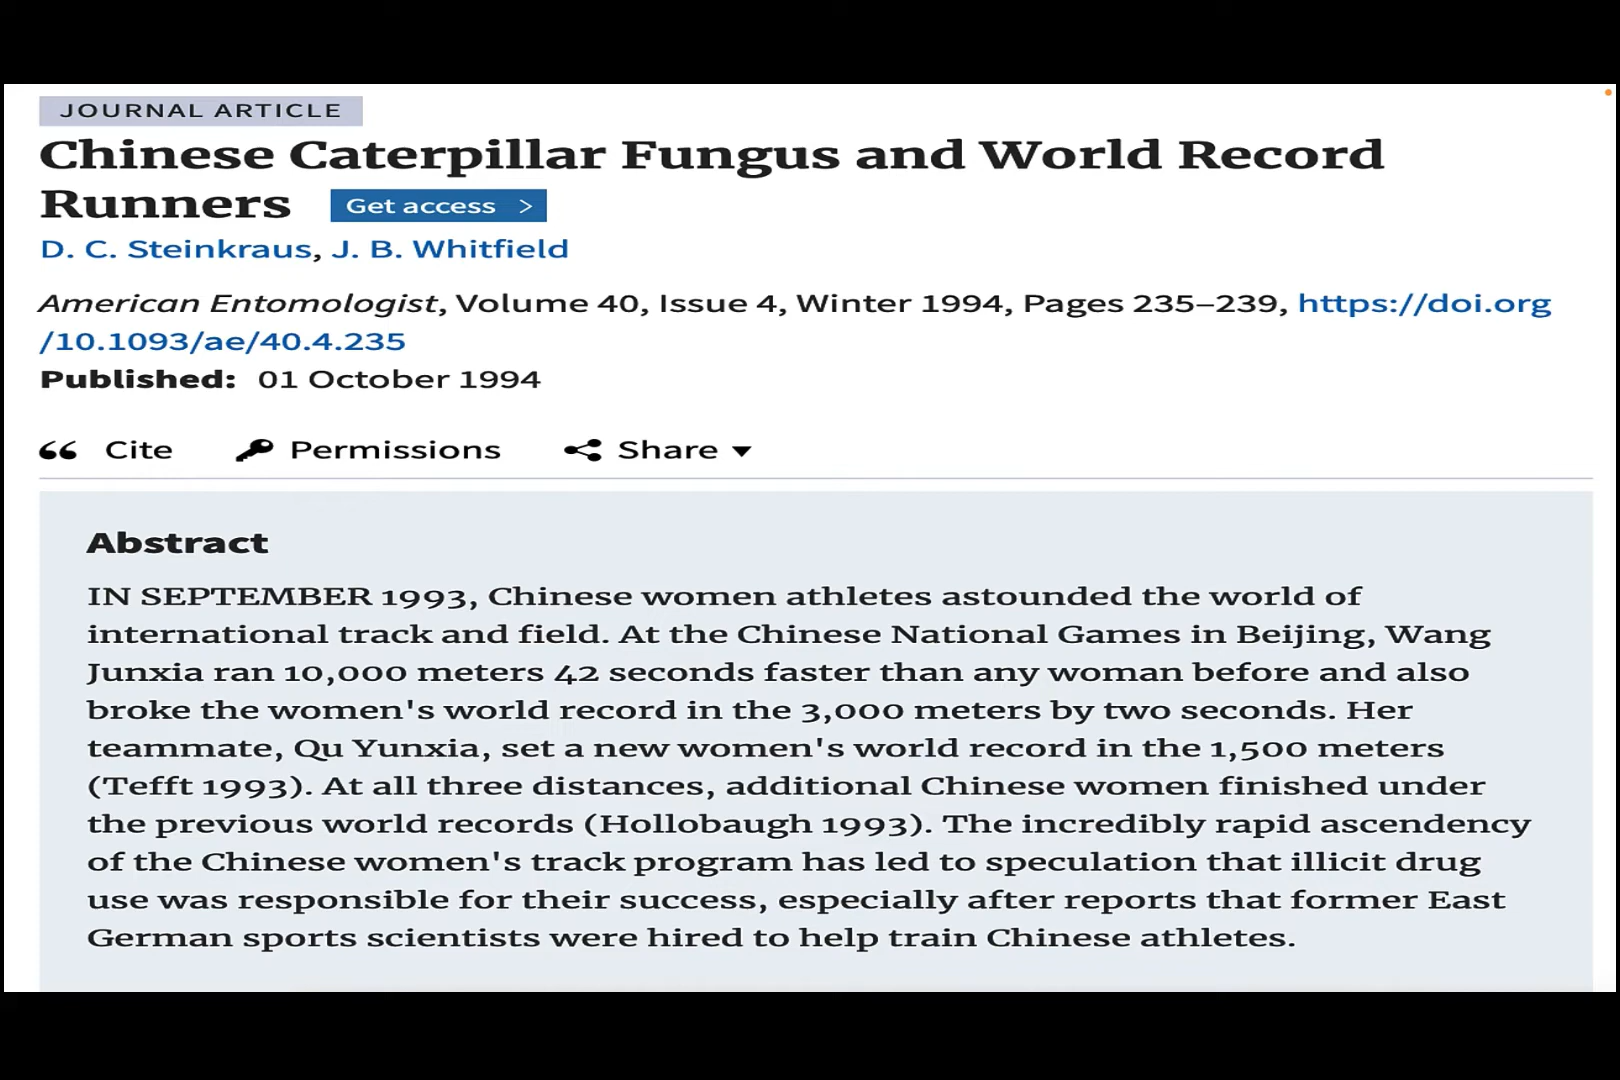 JOURNAL ARTICLE
Chinese Caterpillar Fungus and World Record
Runners Get access >
D. C. Steinkraus, J. B. Whitfield
American Entomologist, Volume 40, Issue 4, Winter 1994, Pages 235–239, https://doi.org
/10.1093/ae/40.4.235
Published: 01 October 1994
Cite Permissions Share
Abstract
IN SEPTEMBER 1993, Chinese women athletes astounded the world of
international track and field. At the Chinese National Games in Beijing, Wang
Junxia ran 10,000 meters 42 seconds faster than any woman before and also
broke the women's world record in the 3,000 meters by two seconds. Her
teammate, Qu Yunxia, set a new women's world record in the 1,500 meters
(Tefft 1993). At all three distances, additional Chinese women finished under
the previous world records (Hollobaugh 1993). The incredibly rapid ascendency
of the Chinese women's track program has led to speculation that illicit drug
use was responsible for their success, especially after reports that former East
German sports scientists were hired to help train Chinese athletes.